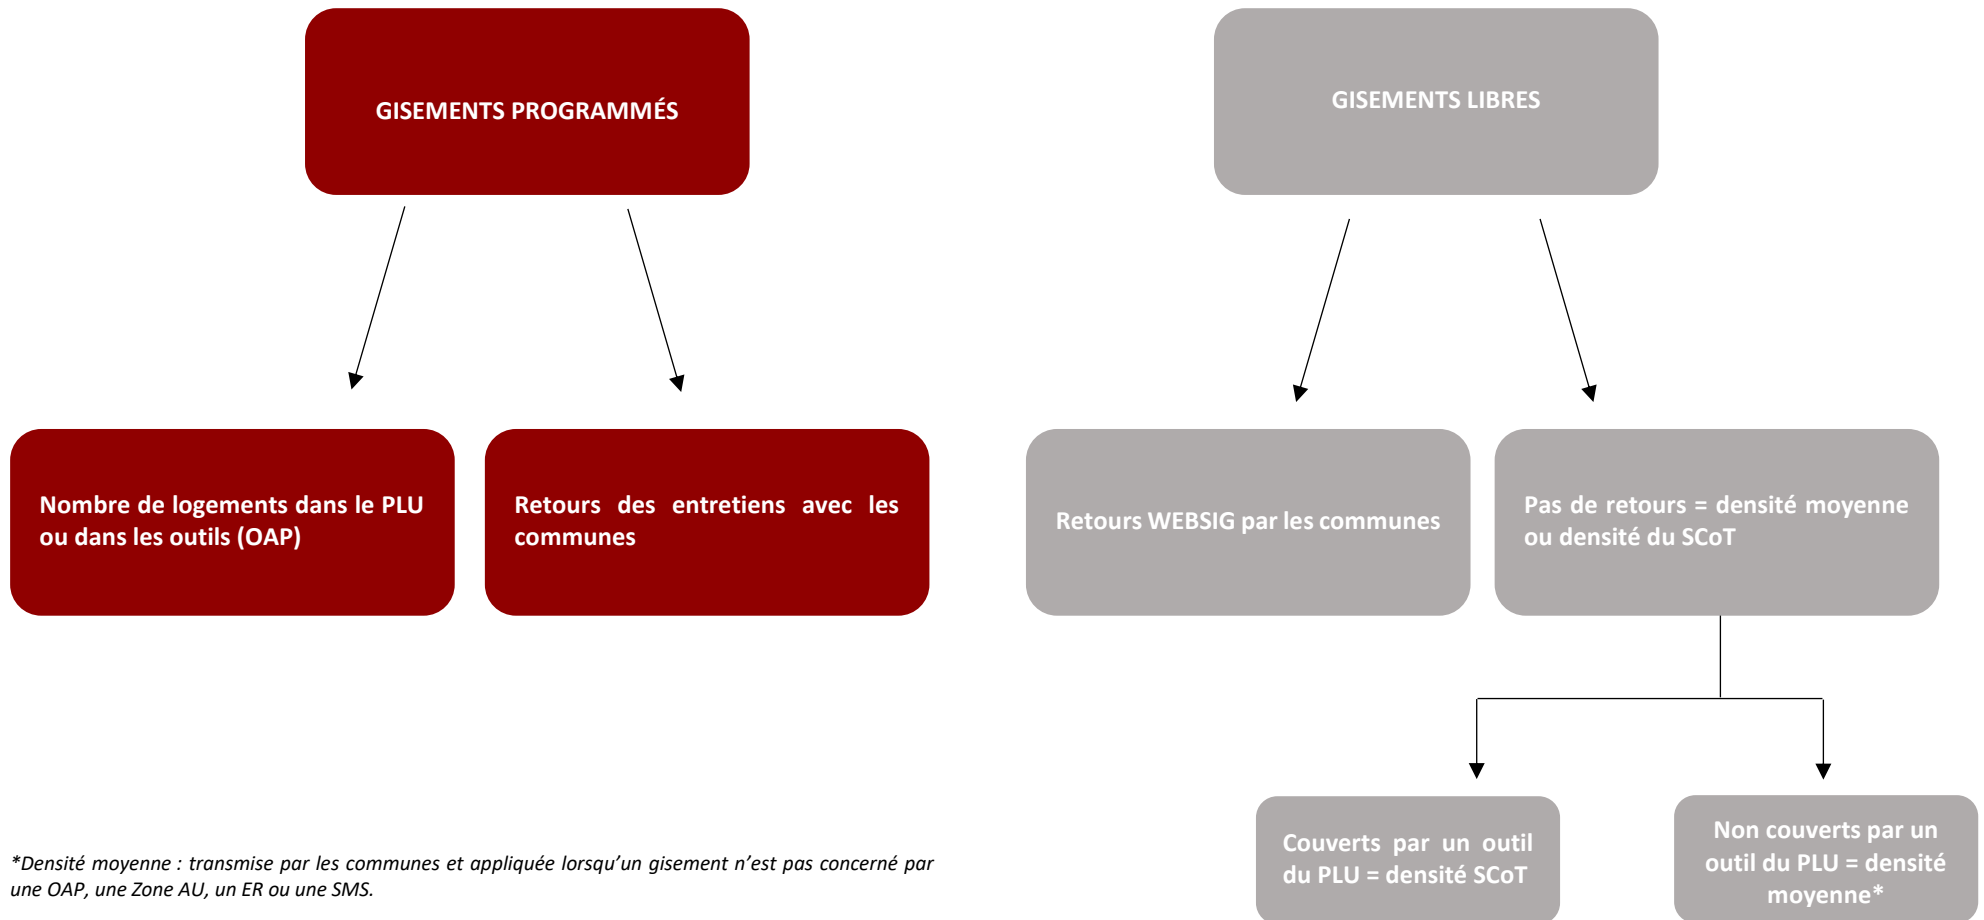 GISEMENTS PROGRAMMÉS
GISEMENTS LIBRES
Nombre de logements dans le PLU
ou dans les outils (OAP)
Retours des entretiens avec les
communes
Retours WEBSIG par les communes
Pas de retours = densité moyenne
ou densité du SCoT
Couverts par un outil
du PLU = densité SCoT
Non couverts par un
outil du PLU = densité
moyenne*
*Densité moyenne : transmise par les communes et appliquée lorsqu’un gisement n’est pas concerné par
une OAP, une Zone AU, un ER ou une SMS.